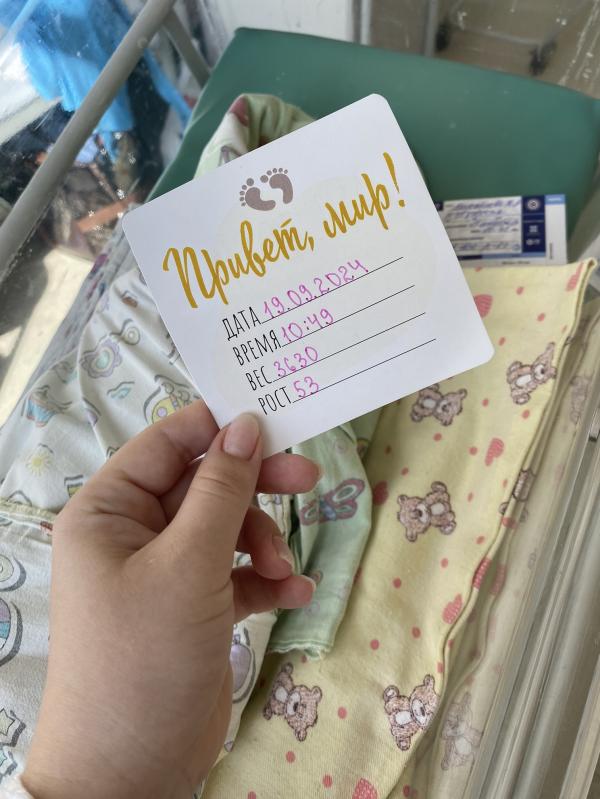 Привет, мир!
ДАТА 19.09.2024
ВРЕМЯ 10:49
ВЕС 3630
РОСТ 53